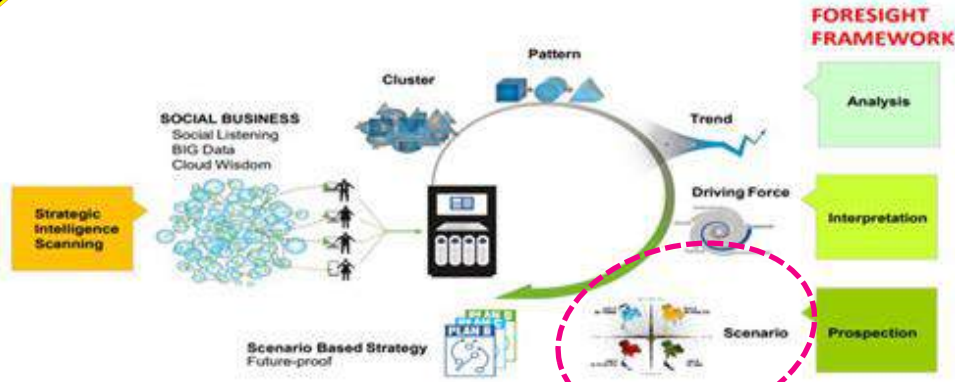 FORESIGHT
FRAMEWORK
Pattern
Cluster
Analysis
SOCIAL BUSINESS
Social Listening
BIG Data
Cloud Wisdom
Trend
Driving Force
Strategic
Intelligence
Scanning
Interpretation
PLAN B
Scenario
Prospection
Scenario Based Strategy
Future-proof